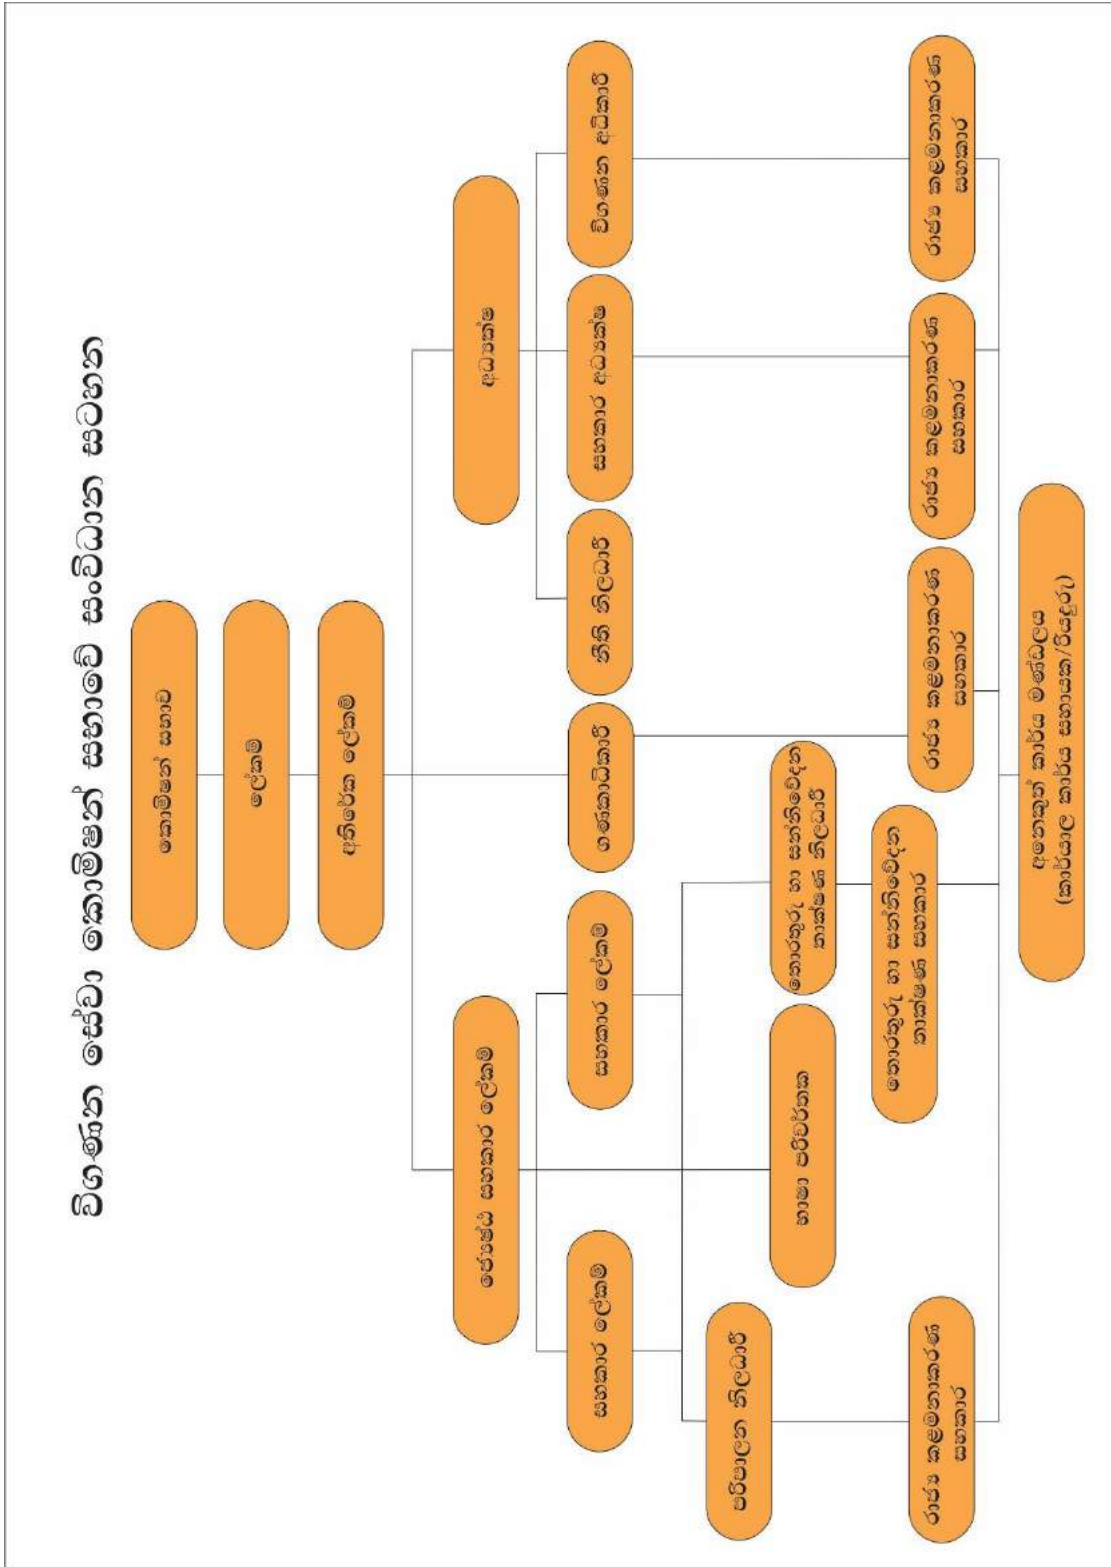 විගණන සේවා කොමිෂන් සභාවේ සංවිධාන සටහන
කොමිෂන් සභාව
ලේකම්
අතිරේක ලේකම්
ජ්‍යෙෂ්ඨ සහකාර ලේකම්
අධ්‍යක්ෂ
සහකාර ලේකම්
සහකාර ලේකම්
ගණකාධිකාරී
නීති නිලධාරී
සහකාර අධ්‍යක්ෂ
විගණන අධිකාරී
පරිපාලන නිලධාරී
භාෂා පරිවර්තක
තොරතුරු හා සන්නිවේදන
තාක්ෂණ නිලධාරී
තොරතුරු හා සන්නිවේදන
තාක්ෂණ සහකාර
රාජ්‍ය කළමනාකරණ
සහකාර
රාජ්‍ය කළමනාකරණ
සහකාර
රාජ්‍ය කළමනාකරණ
සහකාර
රාජ්‍ය කළමනාකරණ
සහකාර
අනෙකුත් කාර්ය මණ්ඩලය
(කාර්යාල කාර්ය සහායක/රියදුරු)